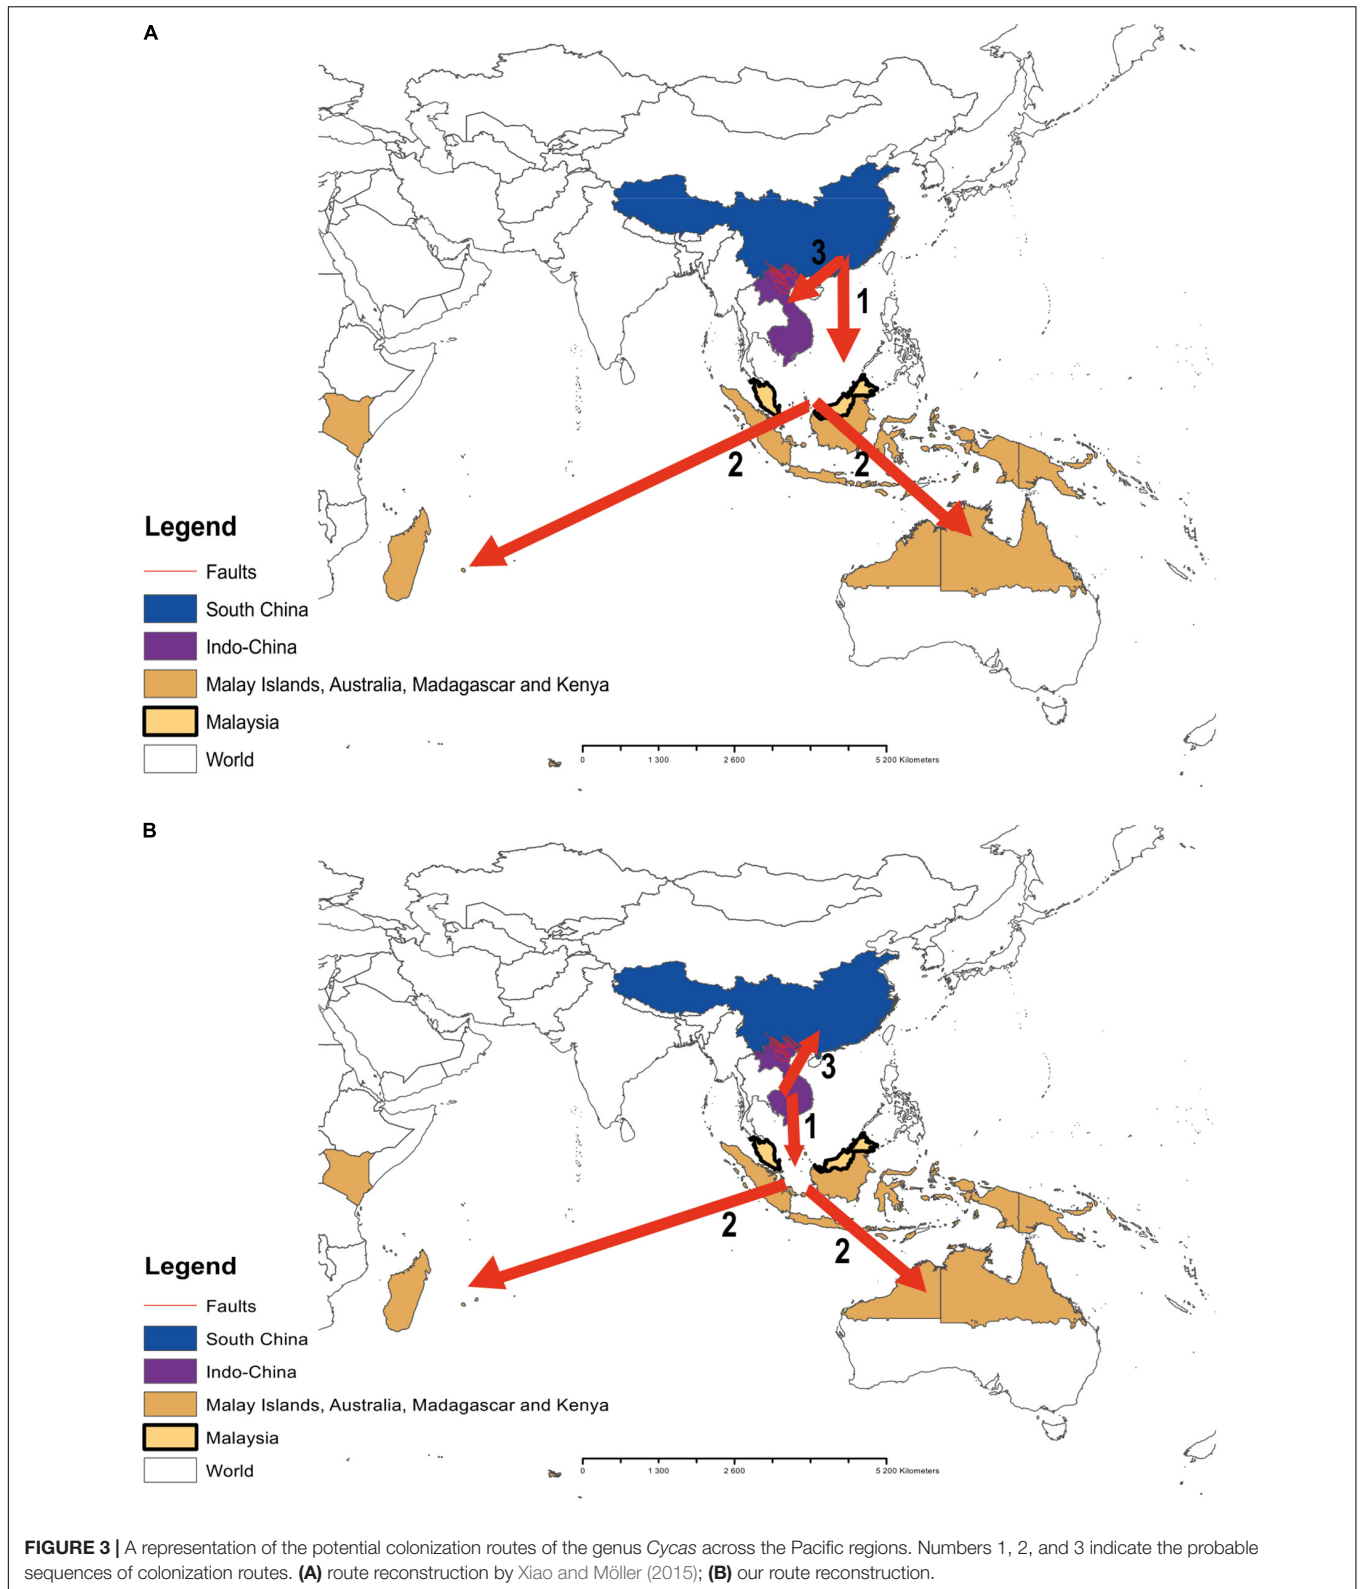 A
3
1
2
2
Legend
Faults
South China
Indo-China
Malay Islands, Australia, Madagascar and Kenya
Malaysia
World
0 1 300 2 600 5 200 Kilometers
B
3
1
2
2
Legend
Faults
South China
Indo-China
Malay Islands, Australia, Madagascar and Kenya
Malaysia
World
0 1 300 2 600 5 200 Kilometers
FIGURE 3 | A representation of the potential colonization routes of the genus Cycas across the Pacific regions. Numbers 1, 2, and 3 indicate the probable
sequences of colonization routes. (A) route reconstruction by Xiao and Möller (2015); (B) our route reconstruction.